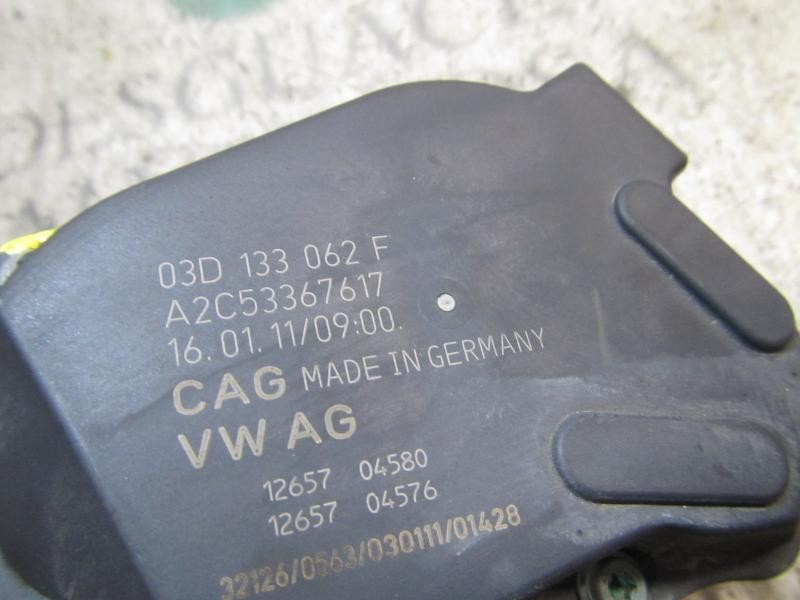 03D 133 062 F
A2C53367617
16.01.11/09:00.
CAG MADE IN GERMANY
VW AG
12657 04580
12657 04576
32126/0563/030111/01428